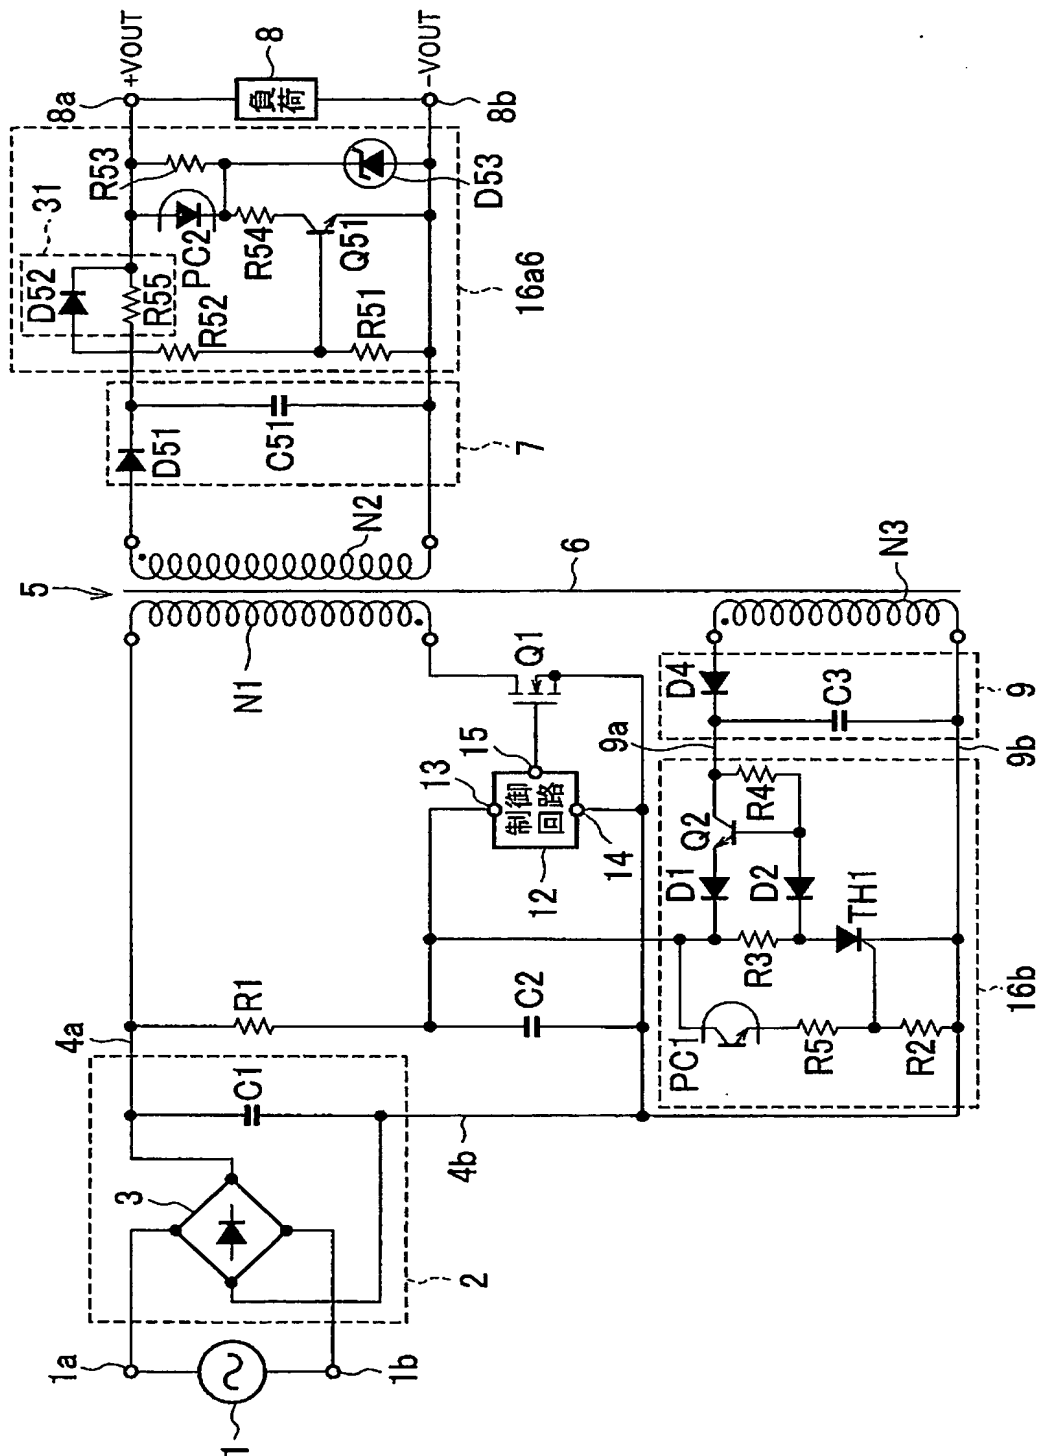 1
1a
1b
2
3
4a
4b
C1
R1
C2
5
N1
N2
6
N3
Q1
12
13
14
15
制御
回路
7
D51
C51
31
D52
R55
R52
R51
PC2
R54
Q51
R53
D53
16a6
8a
+VOUT
8
負荷
8b
-VOUT
9
9a
9b
D4
C3
Q2
R4
D1
D2
R3
TH1
PC1
R5
R2
16b